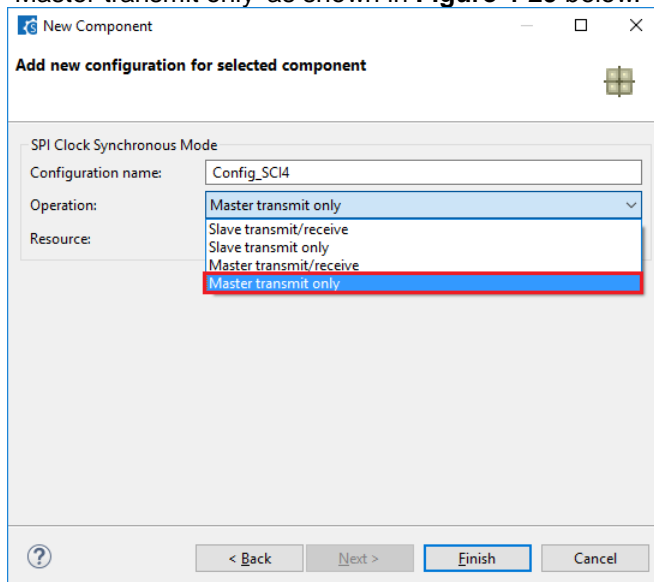 Master transmit only' as shown in Figure 4-29 below.
New Component
Add new configuration for selected component
SPI Clock Synchronous Mode
Configuration name:
Config_SCI4
Operation:
Master transmit only
Resource:
Slave transmit/receive
Slave transmit only
Master transmit/receive
Master transmit only
?
< Back
Next >
Finish
Cancel